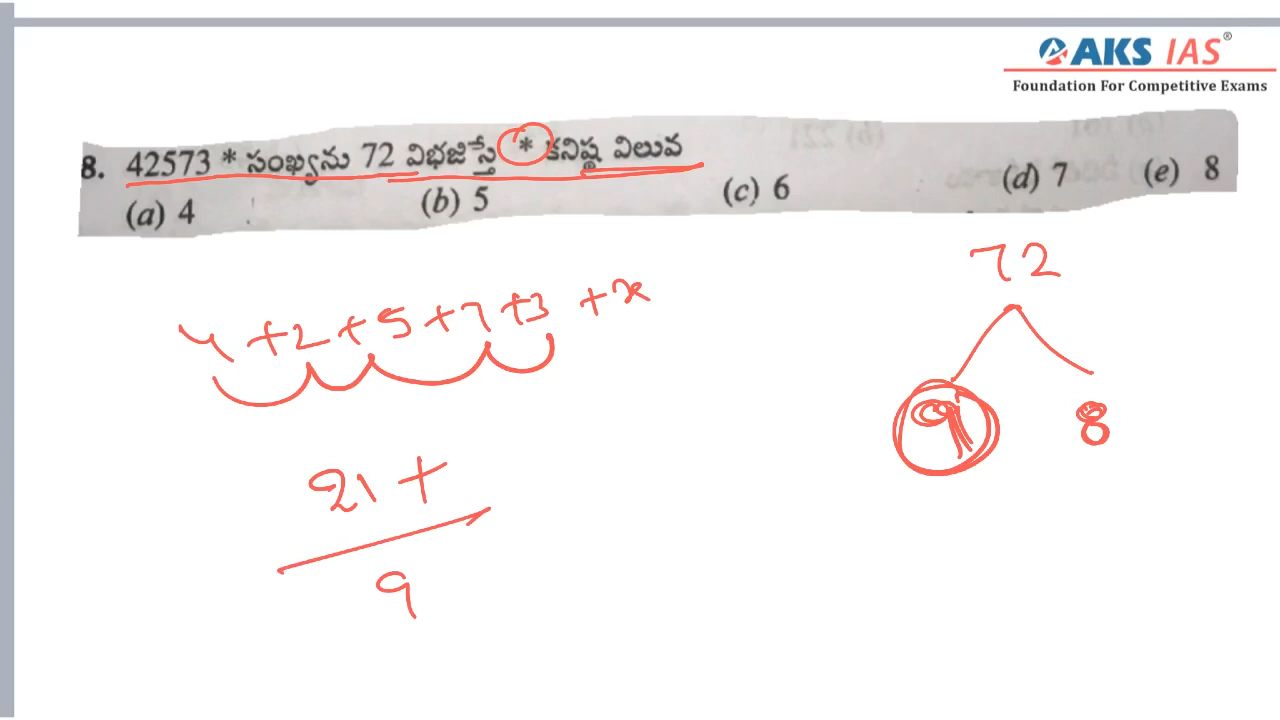 AKS IAS®
Foundation For Competitive Exams
8. 42573 * సంఖ్యను 72 విభజిస్తే * కనిష్ఠ విలువ
(a) 4 (b) 5 (c) 6 (d) 7 (e) 8
72
4+2+5+7+3+x
9 8
21+
9